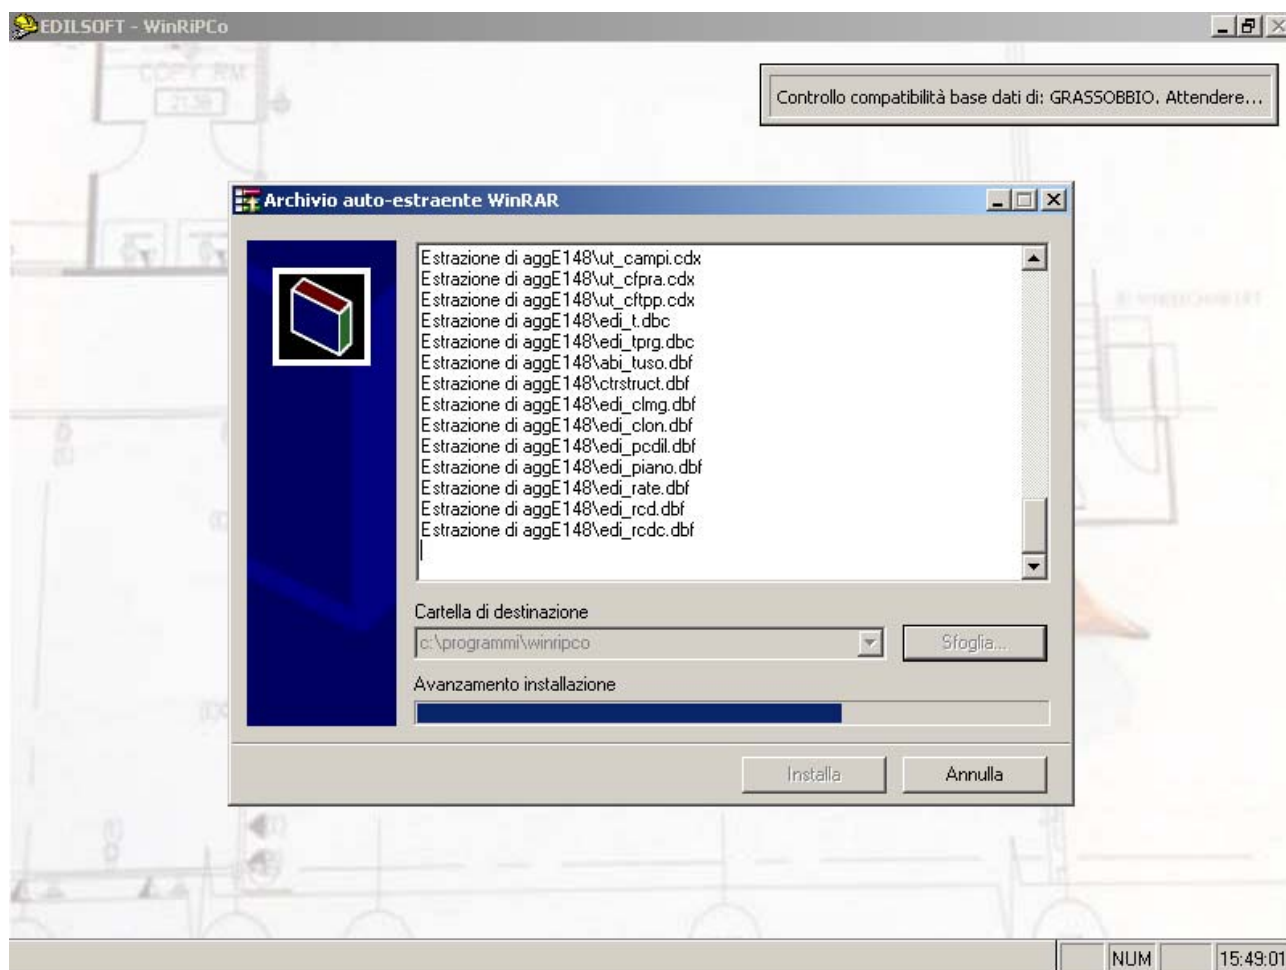 EDILSOFT - WinRiPCo
Controllo compatibilità base dati di: GRASSOBBIO. Attendere...
COPY RM
2138
Archivio auto-estraente WinRAR
Estrazione di aggE148\ut_campi.cdx
Estrazione di aggE148\ut_cfpra.cdx
Estrazione di aggE148\ut_cftpp.cdx
Estrazione di aggE148\edi_t.dbc
Estrazione di aggE148\edi_tprg.dbc
Estrazione di aggE148\abi_tuso.dbf
Estrazione di aggE148\ctrstruct.dbf
Estrazione di aggE148\edi_clmg.dbf
Estrazione di aggE148\edi_clon.dbf
Estrazione di aggE148\edi_pcdil.dbf
Estrazione di aggE148\edi_piano.dbf
Estrazione di aggE148\edi_rate.dbf
Estrazione di aggE148\edi_rcd.dbf
Estrazione di aggE148\edi_rcdc.dbf
Cartella di destinazione
c:\programmi\winripco
Sfoglia...
Avanzamento installazione
Installa
Annulla
NUM
15:49:01